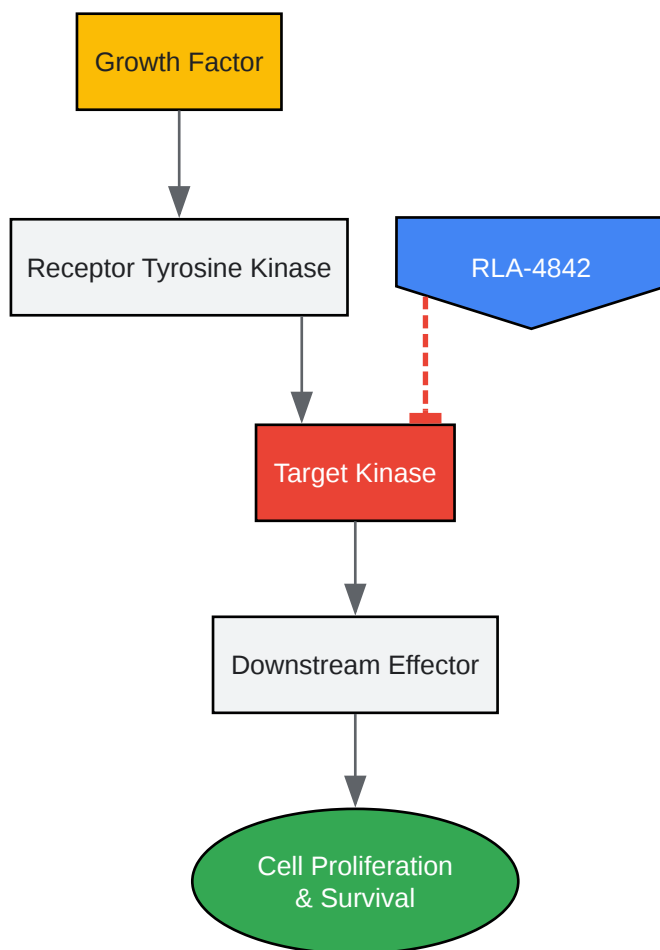 Growth Factor
Receptor Tyrosine Kinase
RLA-4842
Target Kinase
Downstream Effector
Cell Proliferation
& Survival